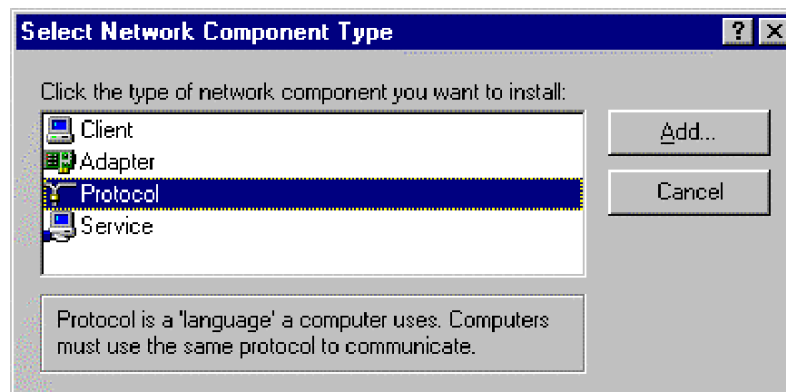 Select Network Component Type
Click the type of network component you want to install:
Client
Adapter
Protocol
Service
Add...
Cancel
Protocol is a 'language' a computer uses. Computers
must use the same protocol to communicate.